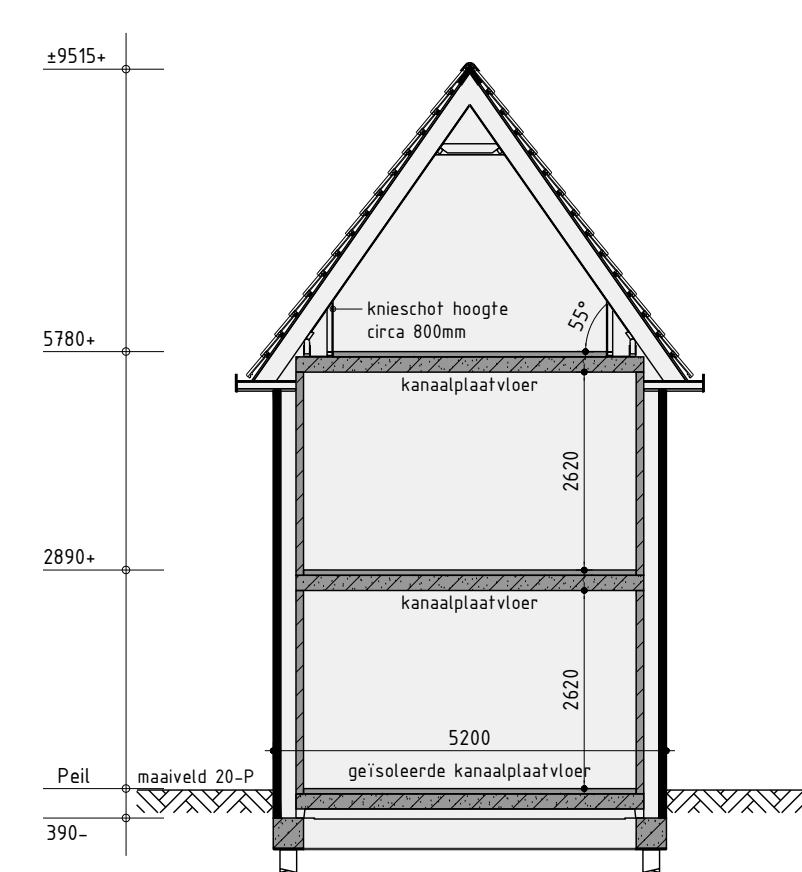 ±9515+
knieschot hoogte
circa 800mm
55°
5780+
kanaalplaatvloer
2620
2890+
kanaalplaatvloer
2620
5200
Peil
maaiveld 20-P
geïsoleerde kanaalplaatvloer
390-